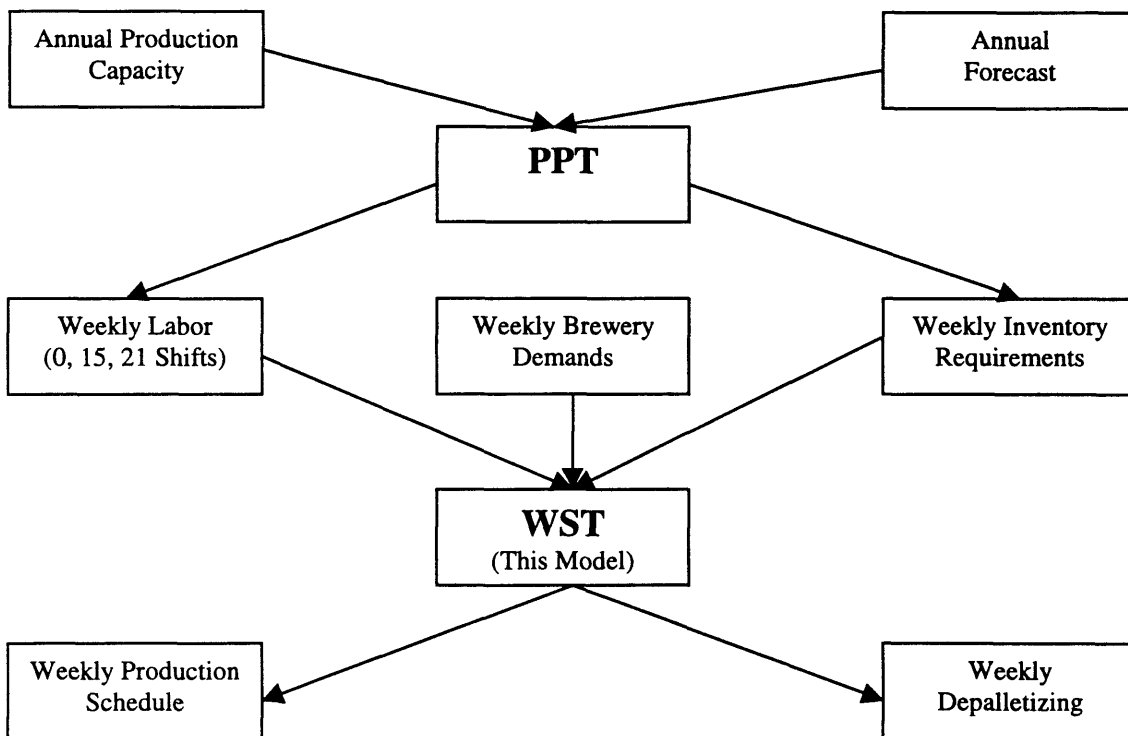 Annual Production
Capacity
Annual
Forecast
PPT
Weekly Labor
(0, 15, 21 Shifts)
Weekly Brewery
Demands
Weekly Inventory
Requirements
WST
(This Model)
Weekly Production
Schedule
Weekly
Depalletizing